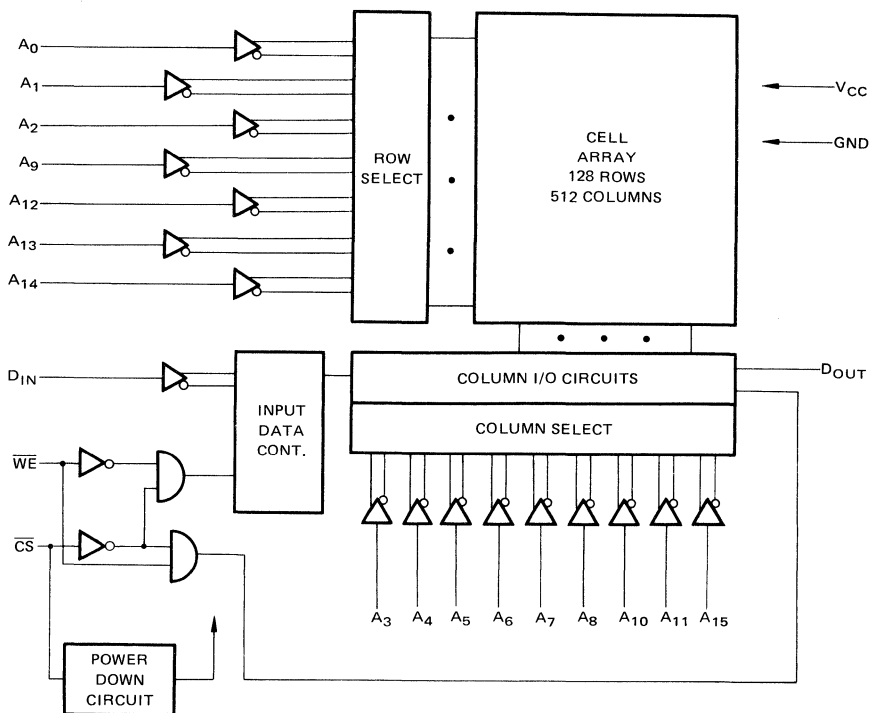 A0
A1
A2
A9
A12
A13
A14
ROW
SELECT
CELL
ARRAY
128 ROWS
512 COLUMNS
VCC
GND
DIN
WE
CS
INPUT
DATA
CONT.
COLUMN I/O CIRCUITS
COLUMN SELECT
DOUT
A3 A4 A5 A6 A7 A8 A10 A11 A15
POWER
DOWN
CIRCUIT